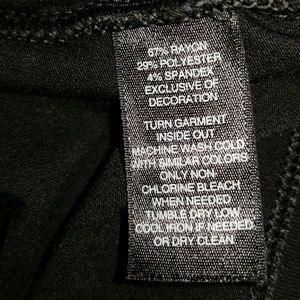 67% RAYON
29% POLYESTER
4% SPANDEX
EXCLUSIVE OF
DECORATION
TURN GARMENT
INSIDE OUT
MACHINE WASH COLD
WITH SIMILAR COLORS
ONLY NON-
CHLORINE BLEACH
WHEN NEEDED
TUMBLE DRY LOW
COOL IRON IF NEEDED
OR DRY CLEAN